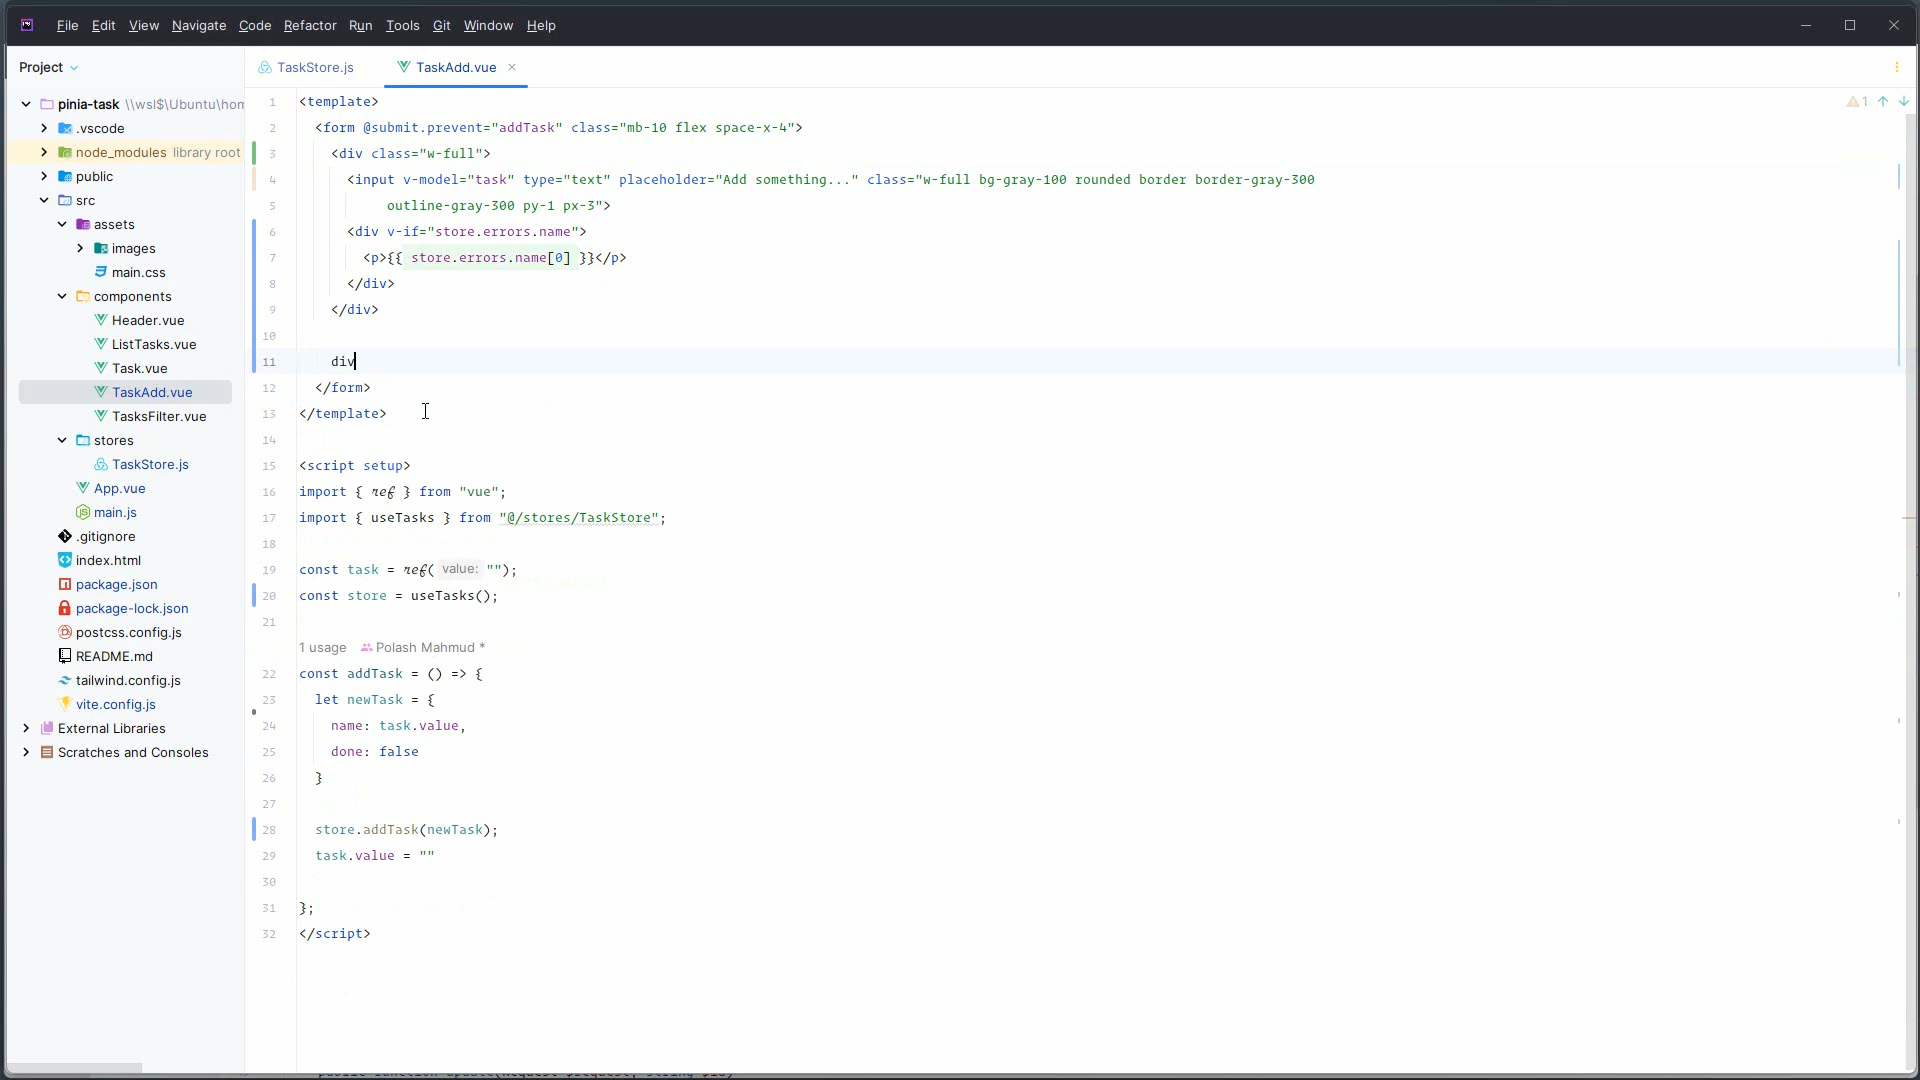 File Edit View Navigate Code Refactor Run Tools Git Window Help
Project
TaskStore.js
TaskAdd.vue
pinia-task \\wsl$\Ubuntu\hom
.vscode
node_modules library root
public
src
assets
images
main.css
components
Header.vue
ListTasks.vue
Task.vue
TaskAdd.vue
TasksFilter.vue
stores
TaskStore.js
App.vue
main.js
.gitignore
index.html
package.json
package-lock.json
postcss.config.js
README.md
tailwind.config.js
vite.config.js
External Libraries
Scratches and Consoles
1
1 <template>
2 <form @submit.prevent="addTask" class="mb-10 flex space-x-4">
3 <div class="w-full">
4 <input v-model="task" type="text" placeholder="Add something..." class="w-full bg-gray-100 rounded border border-gray-300
5 outline-gray-300 py-1 px-3">
6 <div v-if="store.errors.name">
7 <p>{{ store.errors.name[0] }}</p>
8 </div>
9 </div>
10
11 div
12 </form>
13 </template>
14
15 <script setup>
16 import { ref } from "vue";
17 import { useTasks } from "@/stores/TaskStore";
18
19 const task = ref( value: "");
20 const store = useTasks();
21
1 usage Polash Mahmud *
22 const addTask = () => {
23 let newTask = {
24 name: task.value,
25 done: false
26 }
27
28 store.addTask(newTask);
29 task.value = ""
30
31 };
32 </script>